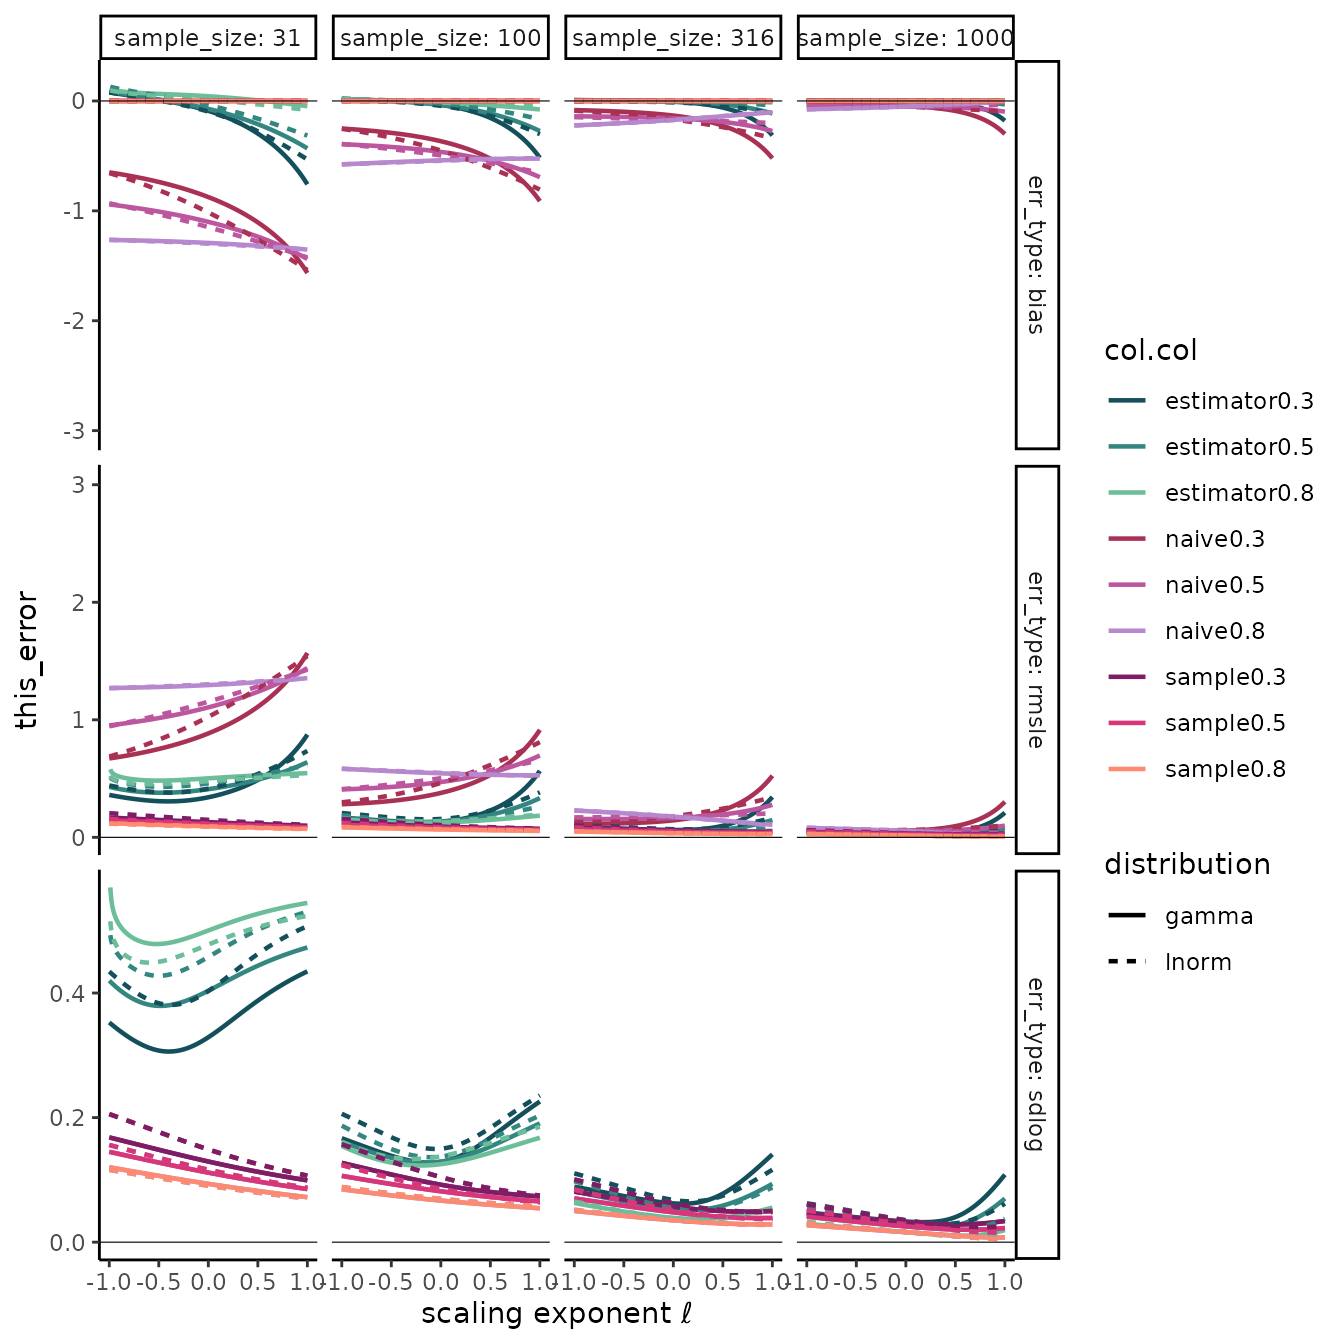 sample_size: 31
sample_size: 100
sample_size: 316
sample_size: 1000
0
-1
-2
-3
err_type: bias
3
2
1
0
err_type: rmsle
0.4
0.2
0.0
err_type: sdlog
-1.0 -0.5 0.0 0.5 1.0
-1.0 -0.5 0.0 0.5 1.0
-1.0 -0.5 0.0 0.5 1.0
-1.0 -0.5 0.0 0.5 1.0
scaling exponent ℓ
this_error
col.col
estimator0.3
estimator0.5
estimator0.8
naive0.3
naive0.5
naive0.8
sample0.3
sample0.5
sample0.8
distribution
gamma
lnorm